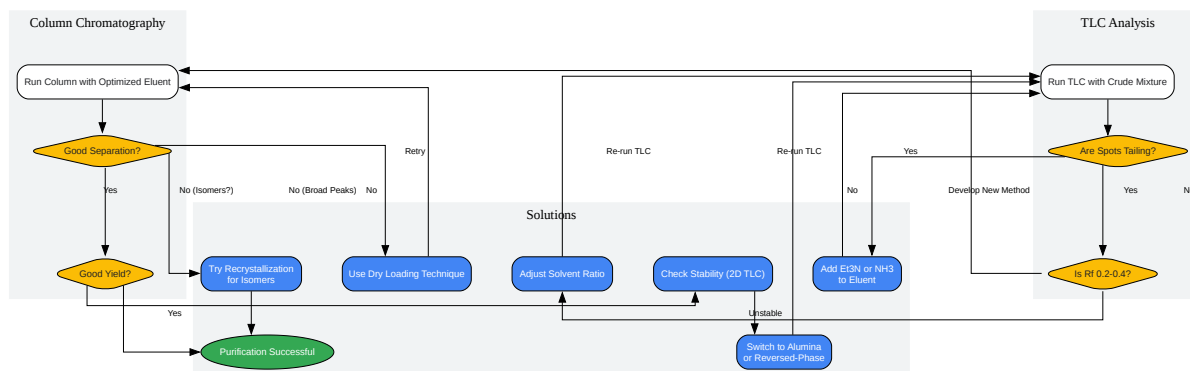 Column Chromatography
TLC Analysis
Run Column with Optimized Eluent
Run TLC with Crude Mixture
Good Separation?
Retry
Re-run TLC
Re-run TLC
Yes
Are Spots Tailing?
Yes
No (Isomers?)
No (Broad Peaks)
No
No
Develop New Method
Yes
N
Solutions
Good Yield?
Try Recrystallization
for Isomers
Use Dry Loading Technique
Adjust Solvent Ratio
Check Stability (2D TLC)
Add Et3N or NH3
to Eluent
Is Rf 0.2-0.4?
Yes
Unstable
Purification Successful
Switch to Alumina
or Reversed-Phase